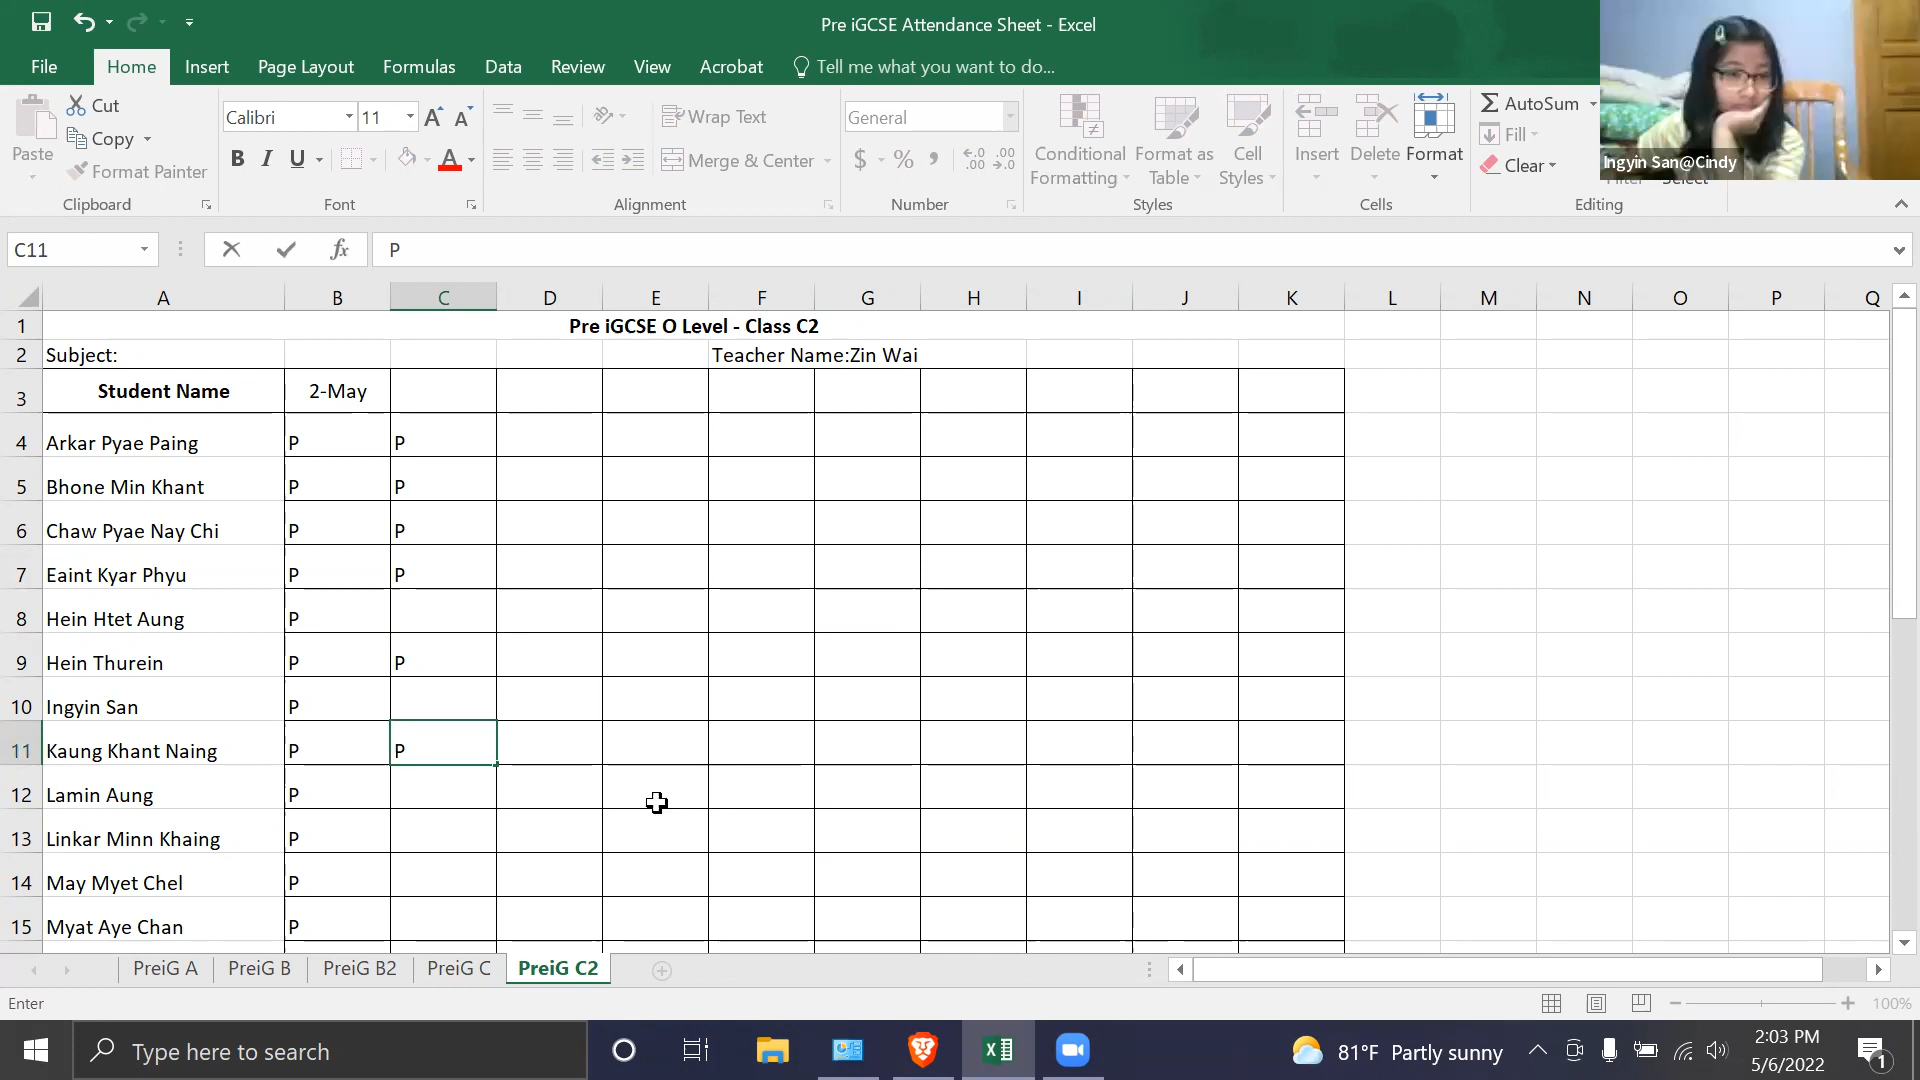 Pre iGCSE Attendance Sheet - Excel
File Home Insert Page Layout Formulas Data Review View Acrobat Tell me what you want to do...
Paste
Cut
Copy
Format Painter
Clipboard
Calibri 11
B I U A
Font
Wrap Text
Merge & Center
Alignment
General
$ % ,
Number
Conditional Formatting
Format as Table
Cell Styles
Styles
Insert Delete Format
Cells
AutoSum
Fill
Clear
Editing
Ingyin San@Cindy
C11 fx P
A B C D E F G H I J K L M N O P Q
1 Pre iGCSE O Level - Class C2
2 Subject: Teacher Name:Zin Wai
3 Student Name 2-May
4 Arkar Pyae Paing P P
5 Bhone Min Khant P P
6 Chaw Pyae Nay Chi P P
7 Eaint Kyar Phyu P P
8 Hein Htet Aung P
9 Hein Thurein P P
10 Ingyin San P
11 Kaung Khant Naing P P
12 Lamin Aung P
13 Linkar Minn Khaing P
14 May Myet Chel P
15 Myat Aye Chan P
PreiG A PreiG B PreiG B2 PreiG C PreiG C2
Enter 100%
Type here to search
81°F Partly sunny
2:03 PM
5/6/2022
1